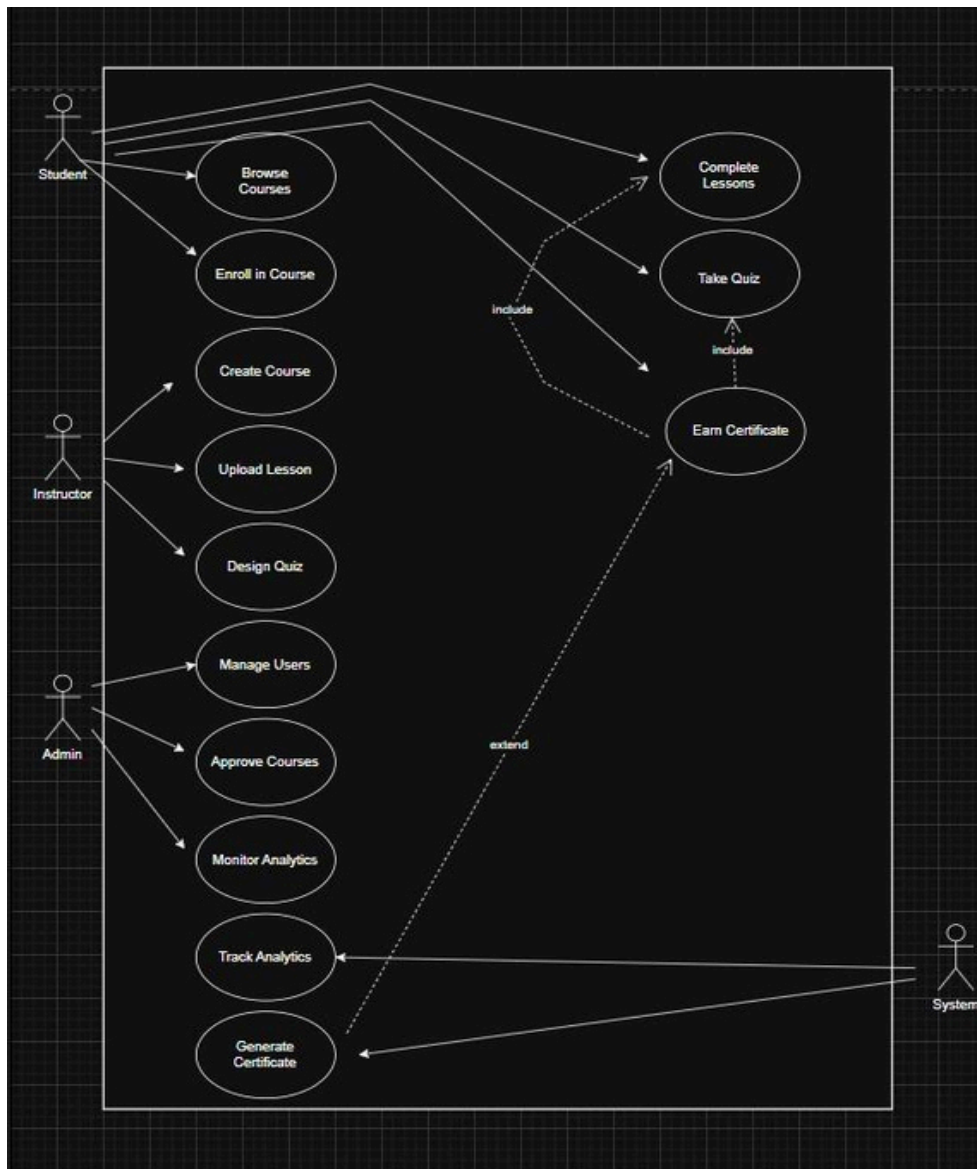 Student
Browse
Courses
Complete
Lessons
Enroll in Course
Take Quiz
include
include
Create Course
Earn Certificate
Instructor
Upload Lesson
Design Quiz
Manage Users
Admin
Approve Courses
extend
Monitor Analytics
Track Analytics
System
Generate
Certificate